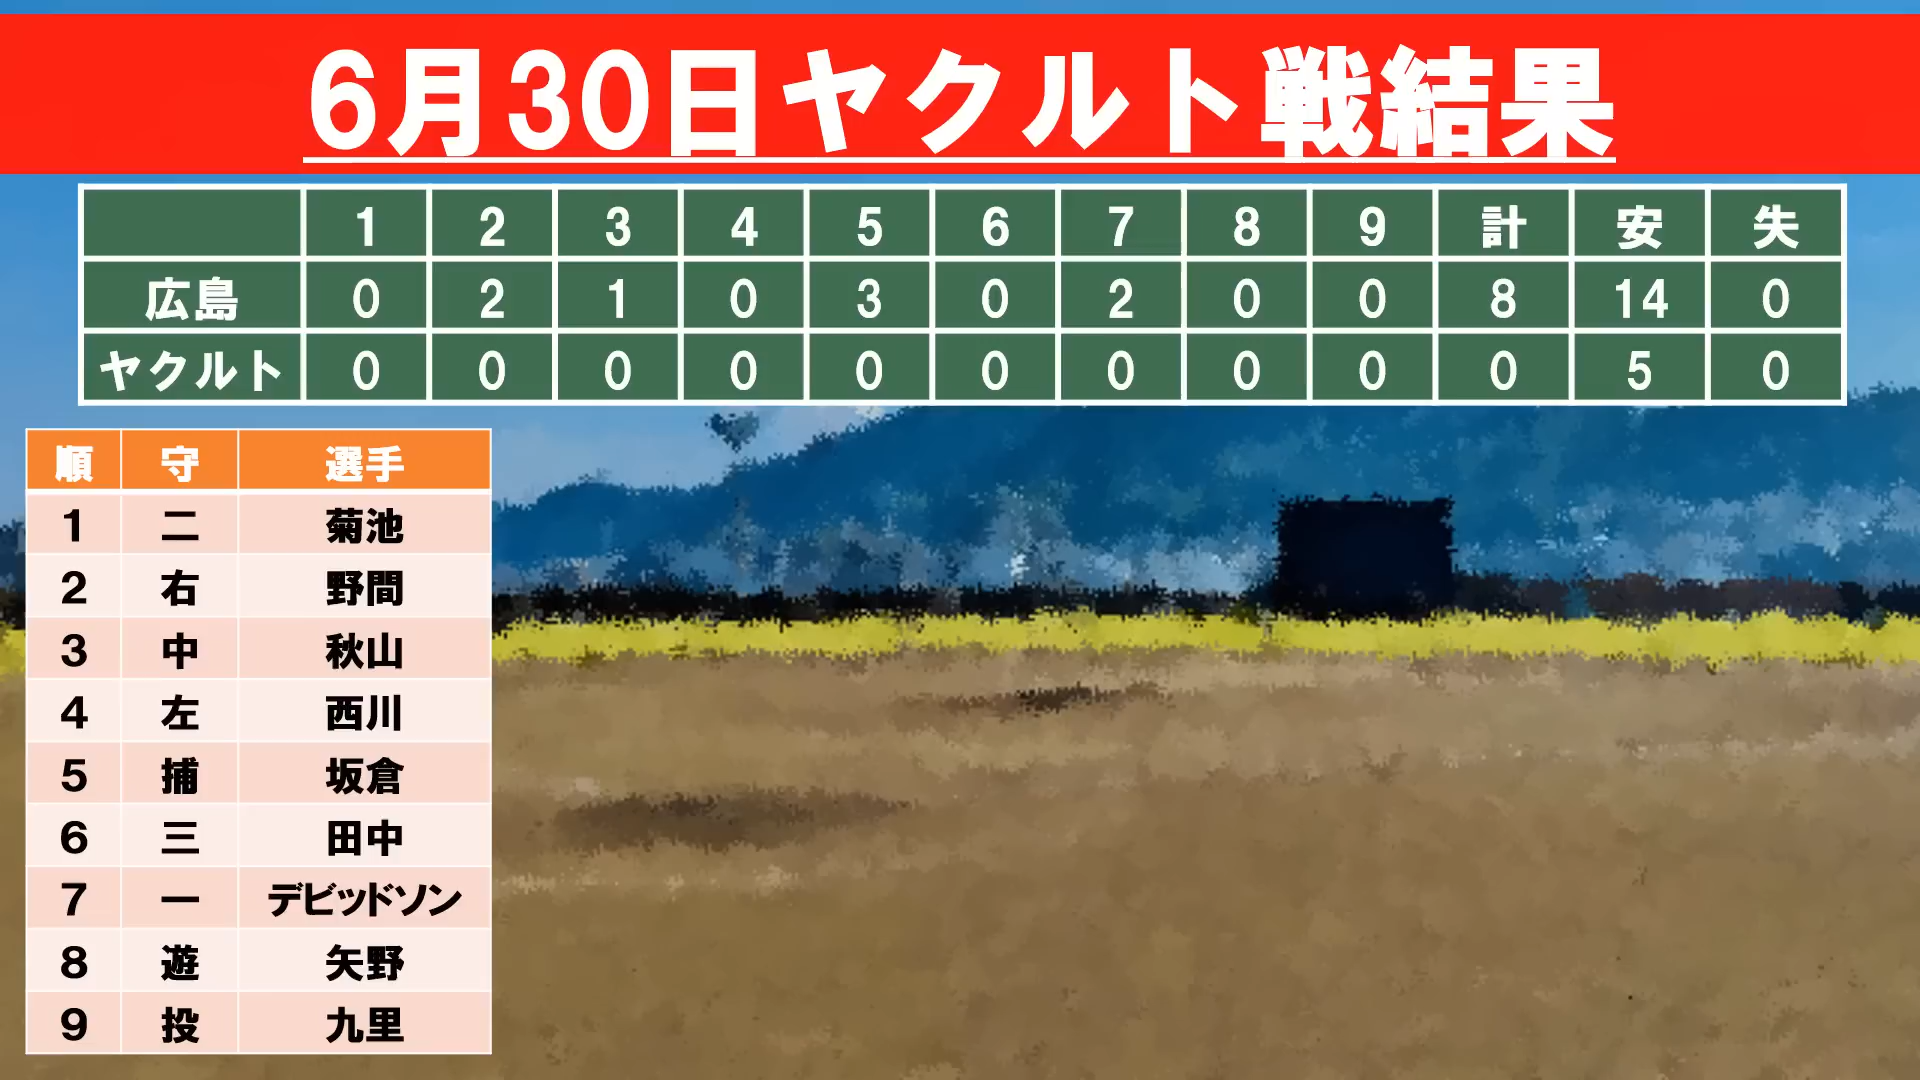 6月30日ヤクルト戦結果
1 2 3 4 5 6 7 8 9 計 安 失
広島 0 2 1 0 3 0 2 0 0 8 14 0
ヤクルト 0 0 0 0 0 0 0 0 0 0 5 0
順 守 選手
1 二 菊池
2 右 野間
3 中 秋山
4 左 西川
5 捕 坂倉
6 三 田中
7 一 デビッドソン
8 遊 矢野
9 投 九里